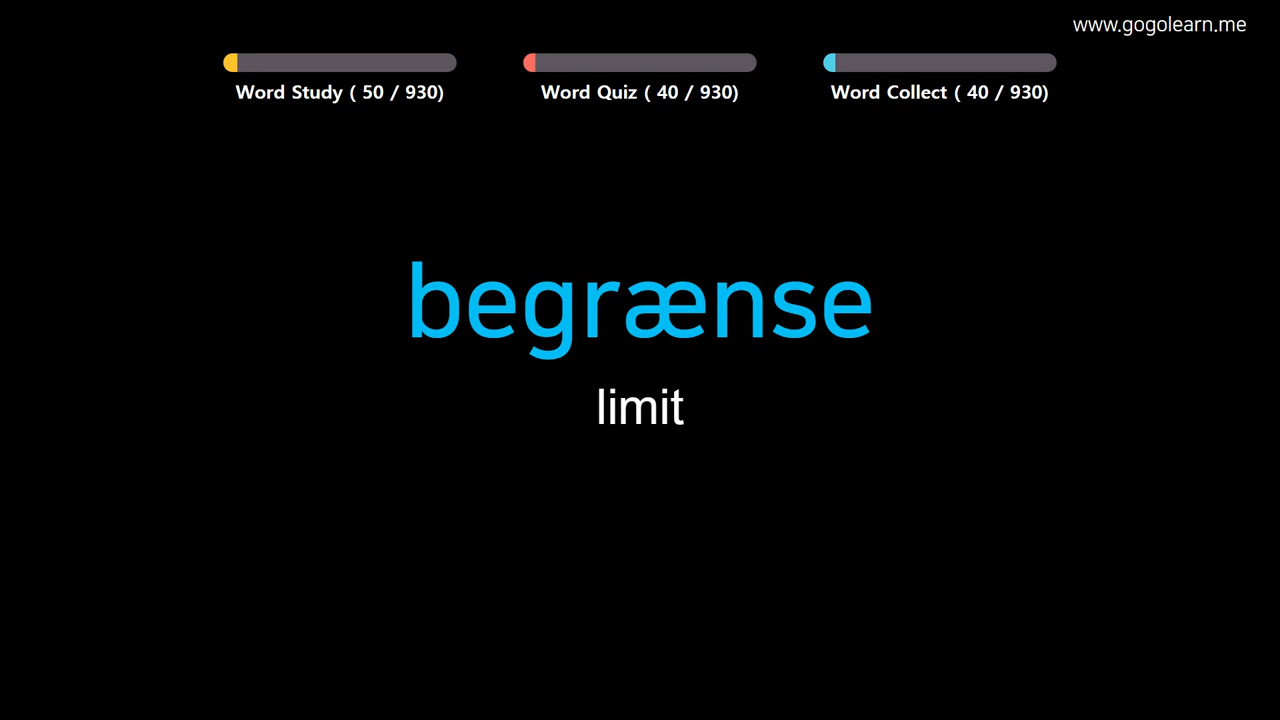 www.gogolearn.me
Word Study ( 50 / 930)
Word Quiz ( 40 / 930)
Word Collect ( 40 / 930)
begrænse
limit